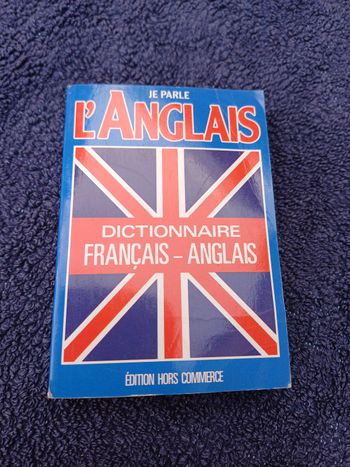 JE PARLE
L'ANGLAIS
DICTIONNAIRE
FRANÇAIS - ANGLAIS
ÉDITION HORS COMMERCE